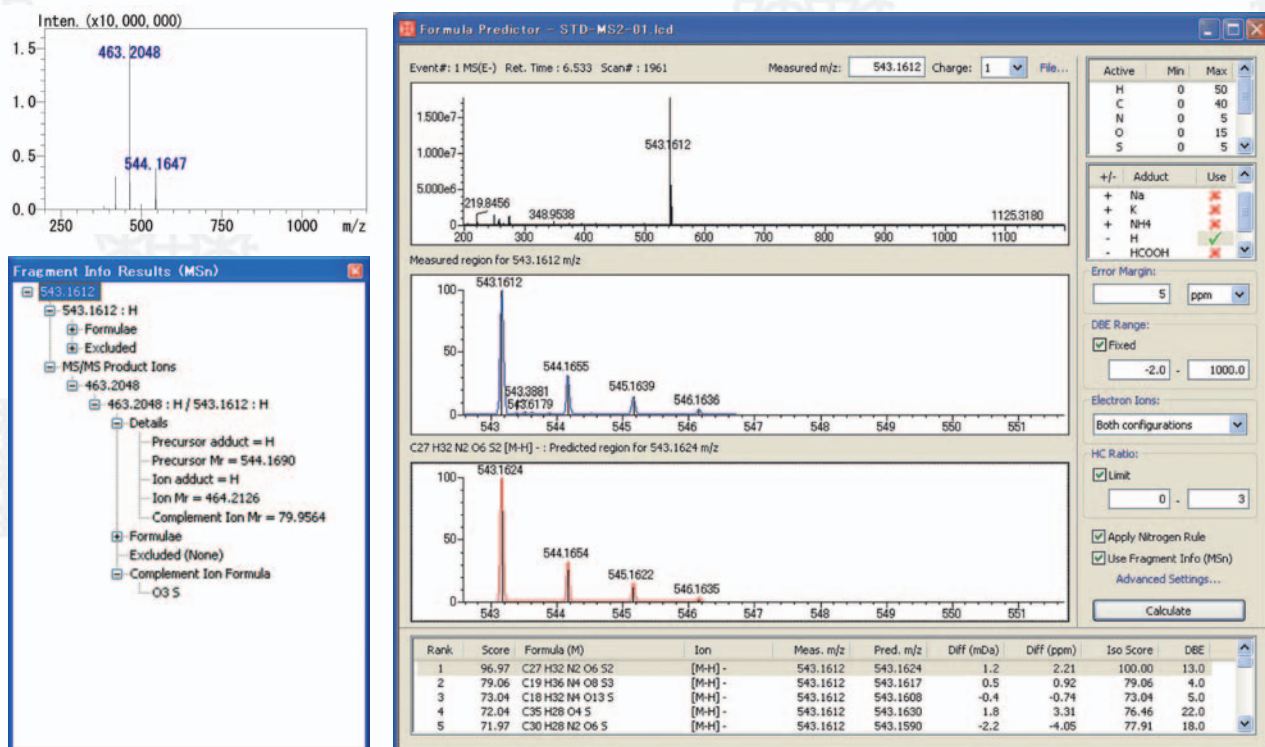 Inten. (x10,000,000)
1.5
463.2048
1.0
0.5
544.1647
0.0
250 500 750 1000 m/z
Fragment Info Results (MSn)
543.1612
543.1612 : H
Formulae
Excluded
MS/MS Product Ions
463.2048
463.2048 : H / 543.1612 : H
Details
Precursor adduct = H
Precursor Mr = 544.1690
Ion adduct = H
Ion Mr = 464.2126
Complement Ion Mr = 79.9564
Formulae
Excluded (None)
Complement Ion Formula
O3 S
Formula Predictor - STD-MS2-01.lcd
Event#: 1 MS(E-) Ret. Time : 6.533 Scan# : 1961 Measured m/z: 543.1612 Charge: 1 File...
1.500e7
1.000e7
5.000e6
0
543.1612
219.8456
348.9538
1125.3180
200 300 400 500 600 700 800 900 1000 1100
Measured region for 543.1612 m/z
543.1612
100
50
0
543.3881
543.6179
544.1655
545.1639
546.1636
543 544 545 546 547 548 549 550 551
C27 H32 N2 O6 S2 [M-H] - : Predicted region for 543.1624 m/z
543.1624
100
50
0
544.1654
545.1622
546.1635
543 544 545 546 547 548 549 550 551
Active Min Max
H 0 50
C 0 40
N 0 5
O 0 15
S 0 5
+/- Adduct Use
+ Na
+ K
+ NH4
- H
- HCOOH
Error Margin:
5 ppm
DBE Range:
Fixed
-2.0 - 1000.0
Electron Ions:
Both configurations
HC Ratio:
Limit
0 - 3
Apply Nitrogen Rule
Use Fragment Info (MSn)
Advanced Settings...
Calculate
Rank Score Formula (M) Ion Meas. m/z Pred. m/z Diff (mDa) Diff (ppm) Iso Score DBE
1 96.97 C27 H32 N2 O6 S2 [M-H] - 543.1612 543.1624 1.2 2.21 100.00 13.0
2 79.06 C19 H36 N4 O8 S3 [M-H] - 543.1612 543.1617 0.5 0.92 79.06 4.0
3 73.04 C18 H32 N4 O13 S [M-H] - 543.1612 543.1608 -0.4 -0.74 73.04 5.0
4 72.04 C35 H28 O4 S [M-H] - 543.1612 543.1630 1.8 3.31 76.46 22.0
5 71.97 C30 H28 N2 O6 S [M-H] - 543.1612 543.1590 -2.2 -4.05 77.91 18.0